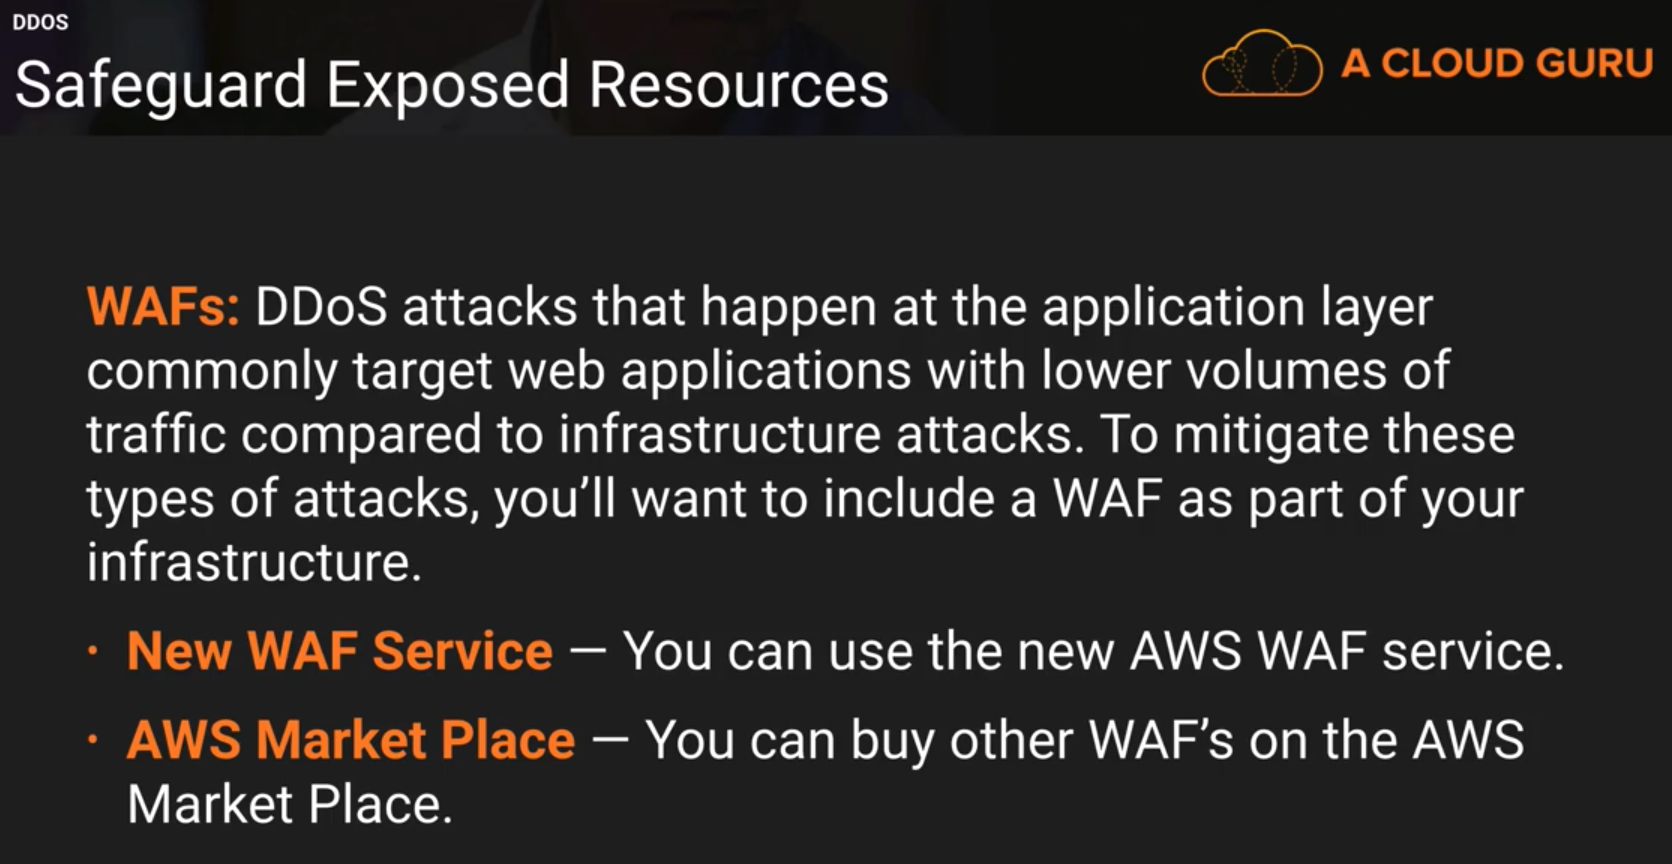 DDOS
Safeguard Exposed Resources
A CLOUD GURU
WAFs: DDoS attacks that happen at the application layer
commonly target web applications with lower volumes of
traffic compared to infrastructure attacks. To mitigate these
types of attacks, you’ll want to include a WAF as part of your
infrastructure.
· New WAF Service — You can use the new AWS WAF service.
· AWS Market Place — You can buy other WAF’s on the AWS
Market Place.